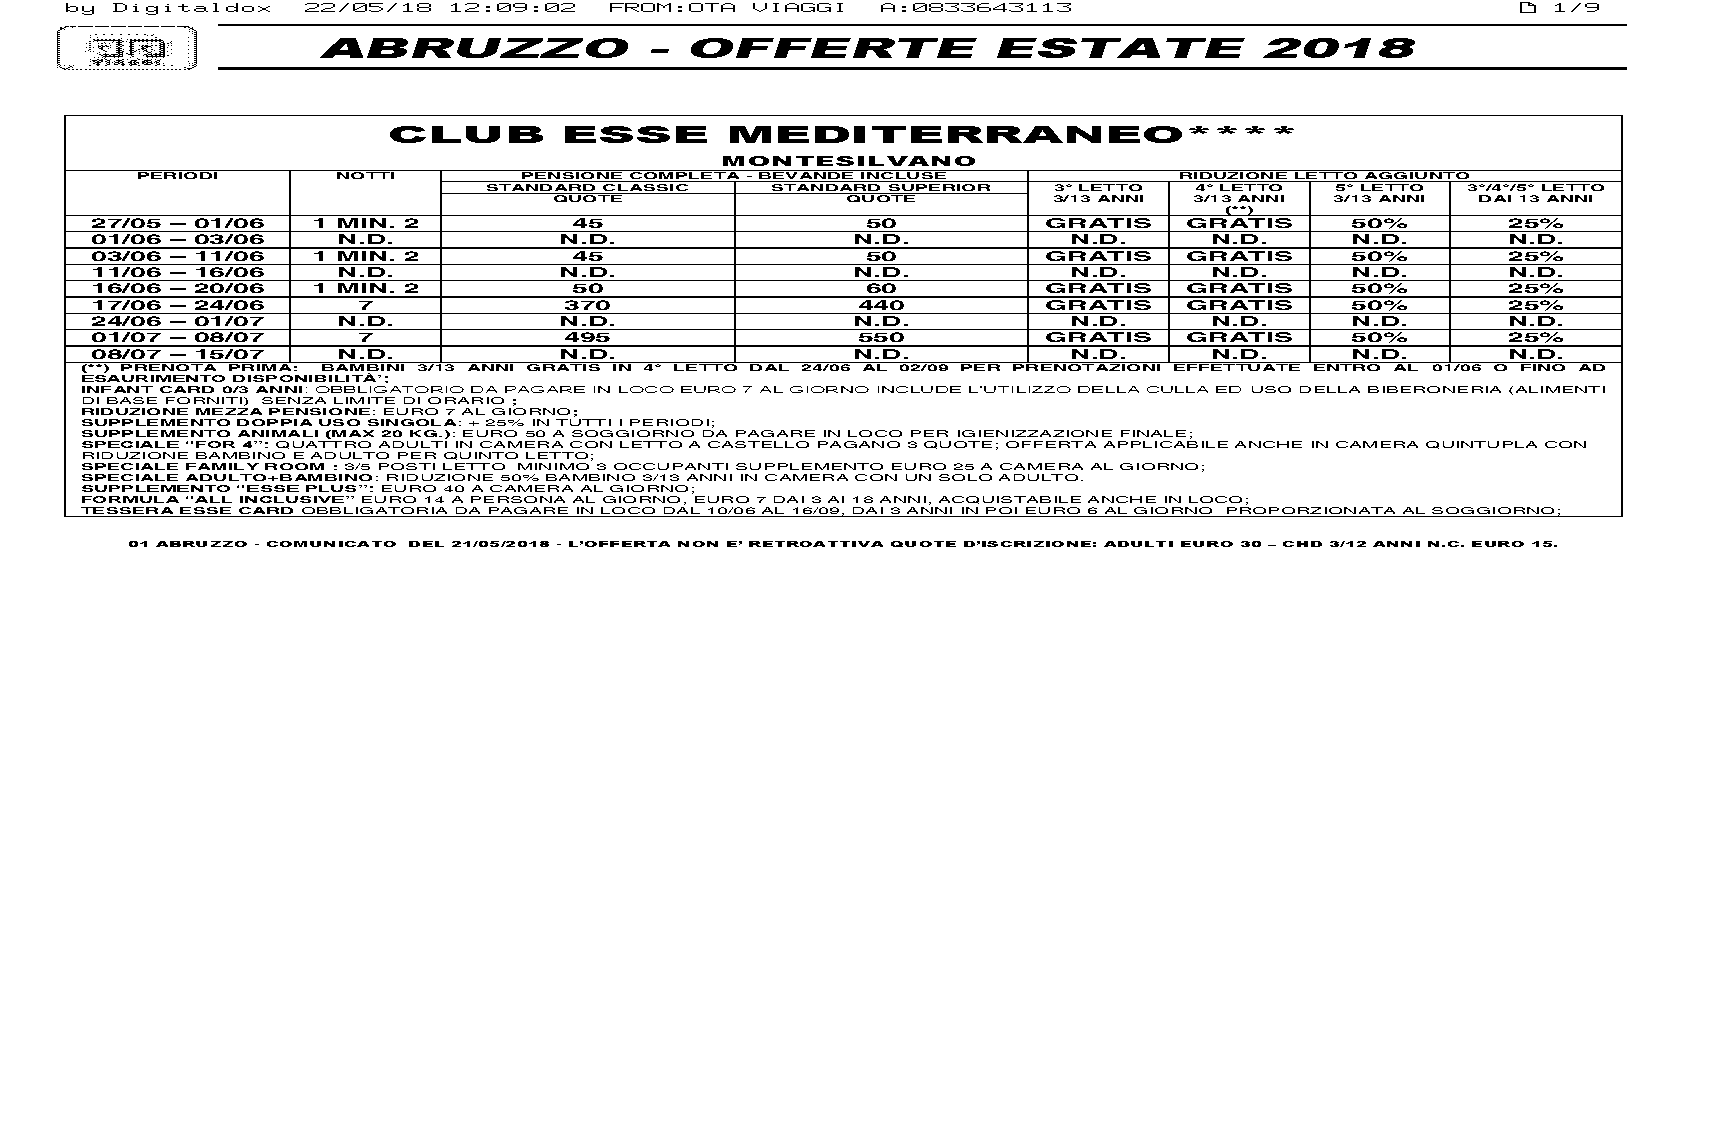 by Digitaldox 22/05/18 12:09:02 FROM:OTA VIAGGI A:0833643113 1/9
VIAGGI
ABRUZZO - OFFERTE ESTATE 2018
CLUB ESSE MEDITERRANEO****
MONTESILVANO
PERIODI NOTTI PENSIONE COMPLETA - BEVANDE INCLUSE RIDUZIONE LETTO AGGIUNTO
STANDARD CLASSIC STANDARD SUPERIOR 3° LETTO 4° LETTO 5° LETTO 3°/4°/5° LETTO
QUOTE QUOTE 3/13 ANNI 3/13 ANNI 3/13 ANNI DAI 13 ANNI
(**)
27/05 – 01/06 1 MIN. 2 45 50 GRATIS GRATIS 50% 25%
01/06 – 03/06 N.D. N.D. N.D. N.D. N.D. N.D. N.D.
03/06 – 11/06 1 MIN. 2 45 50 GRATIS GRATIS 50% 25%
11/06 – 16/06 N.D. N.D. N.D. N.D. N.D. N.D. N.D.
16/06 – 20/06 1 MIN. 2 50 60 GRATIS GRATIS 50% 25%
17/06 – 24/06 7 370 440 GRATIS GRATIS 50% 25%
24/06 – 01/07 N.D. N.D. N.D. N.D. N.D. N.D. N.D.
01/07 – 08/07 7 495 550 GRATIS GRATIS 50% 25%
08/07 – 15/07 N.D. N.D. N.D. N.D. N.D. N.D. N.D.
(**) PRENOTA PRIMA: BAMBINI 3/13 ANNI GRATIS IN 4° LETTO DAL 24/06 AL 02/09 PER PRENOTAZIONI EFFETTUATE ENTRO AL 01/06 O FINO AD
ESAURIMENTO DISPONIBILITÀ';
INFANT CARD 0/3 ANNI: OBBLIGATORIO DA PAGARE IN LOCO EURO 7 AL GIORNO INCLUDE L'UTILIZZO DELLA CULLA ED USO DELLA BIBERONERIA (ALIMENTI
DI BASE FORNITI) SENZA LIMITE DI ORARIO ;
RIDUZIONE MEZZA PENSIONE: EURO 7 AL GIORNO;
SUPPLEMENTO DOPPIA USO SINGOLA: + 25% IN TUTTI I PERIODI;
SUPPLEMENTO ANIMALI (MAX 20 KG.): EURO 50 A SOGGIORNO DA PAGARE IN LOCO PER IGIENIZZAZIONE FINALE;
SPECIALE "FOR 4": QUATTRO ADULTI IN CAMERA CON LETTO A CASTELLO PAGANO 3 QUOTE; OFFERTA APPLICABILE ANCHE IN CAMERA QUINTUPLA CON
RIDUZIONE BAMBINO E ADULTO PER QUINTO LETTO;
SPECIALE FAMILY ROOM : 3/5 POSTI LETTO MINIMO 3 OCCUPANTI SUPPLEMENTO EURO 25 A CAMERA AL GIORNO;
SPECIALE ADULTO+BAMBINO: RIDUZIONE 50% BAMBINO 3/13 ANNI IN CAMERA CON UN SOLO ADULTO.
SUPPLEMENTO "ESSE PLUS": EURO 40 A CAMERA AL GIORNO;
FORMULA "ALL INCLUSIVE" EURO 14 A PERSONA AL GIORNO, EURO 7 DAI 3 AI 18 ANNI, ACQUISTABILE ANCHE IN LOCO;
TESSERA ESSE CARD OBBLIGATORIA DA PAGARE IN LOCO DAL 10/06 AL 16/09, DAI 3 ANNI IN POI EURO 6 AL GIORNO PROPORZIONATA AL SOGGIORNO;
01 ABRUZZO - COMUNICATO DEL 21/05/2018 - L'OFFERTA NON E' RETROATTIVA QUOTE D'ISCRIZIONE: ADULTI EURO 30 – CHD 3/12 ANNI N.C. EURO 15.